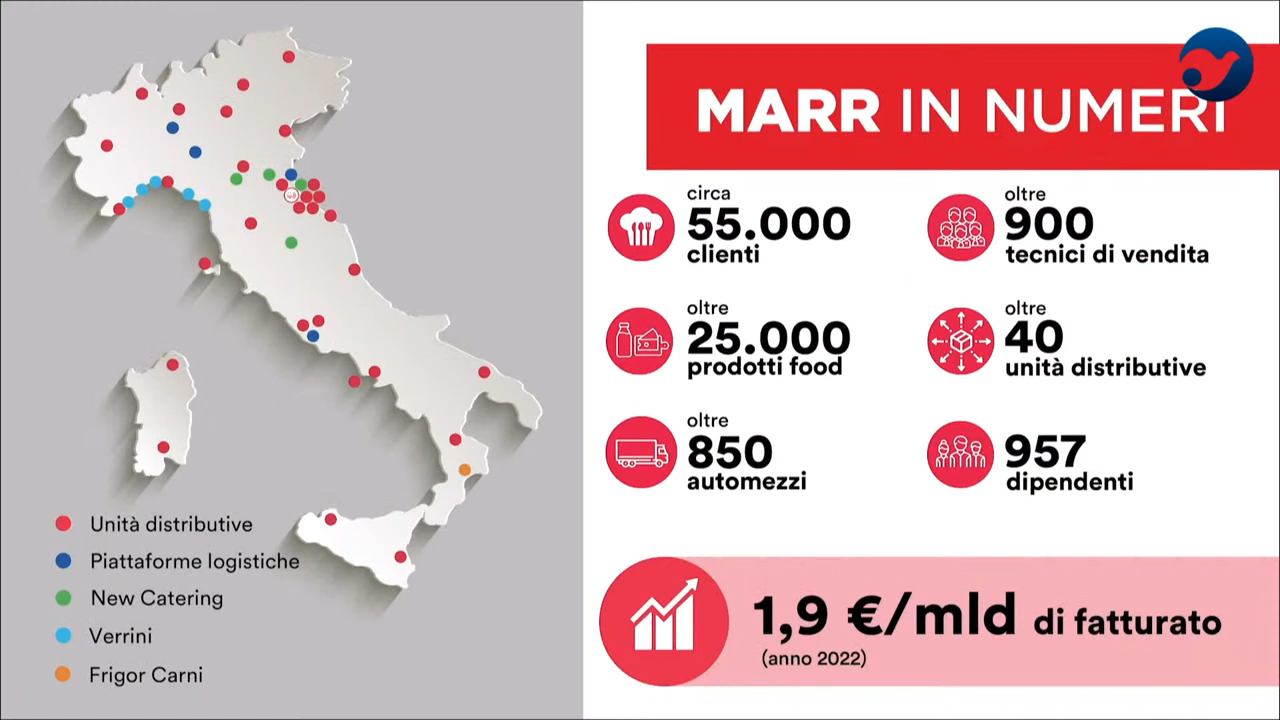 MARR IN NUMERI
circa
55.000
clienti
oltre
900
tecnici di vendita
oltre
25.000
prodotti food
oltre
40
unità distributive
oltre
850
automezzi
957
dipendenti
1,9 €/mld di fatturato
(anno 2022)
Unità distributive
Piattaforme logistiche
New Catering
Verrini
Frigor Carni